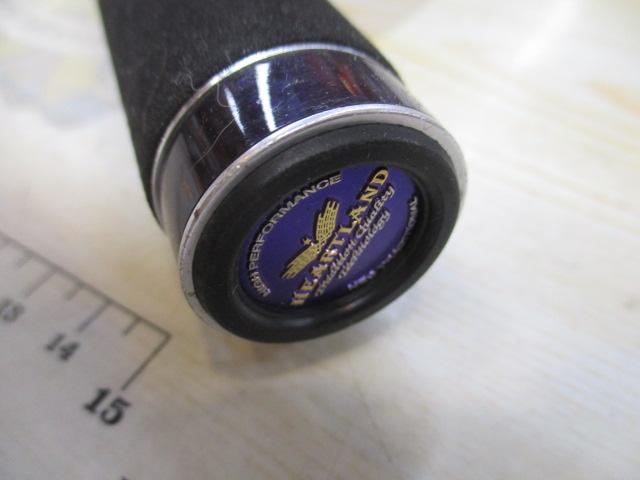 HIGH PERFORMANCE
HEARTLAND
Tradition Quality
Technology
13
14
15